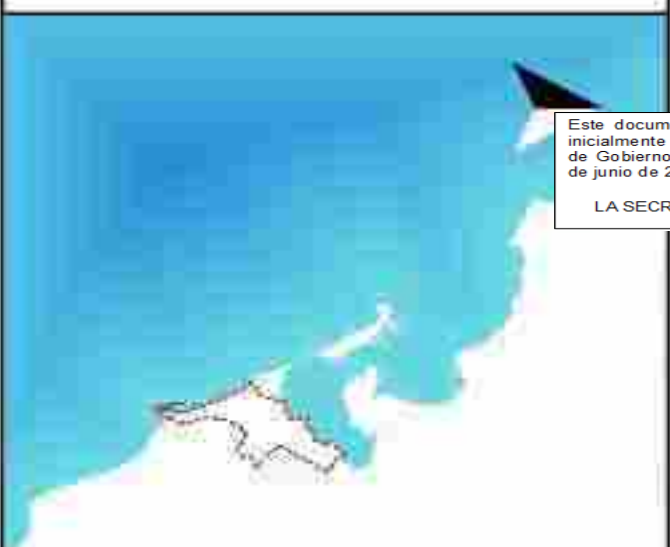 Este docum
inicialmente
de Gobierno
de junio de 2
LA SECR